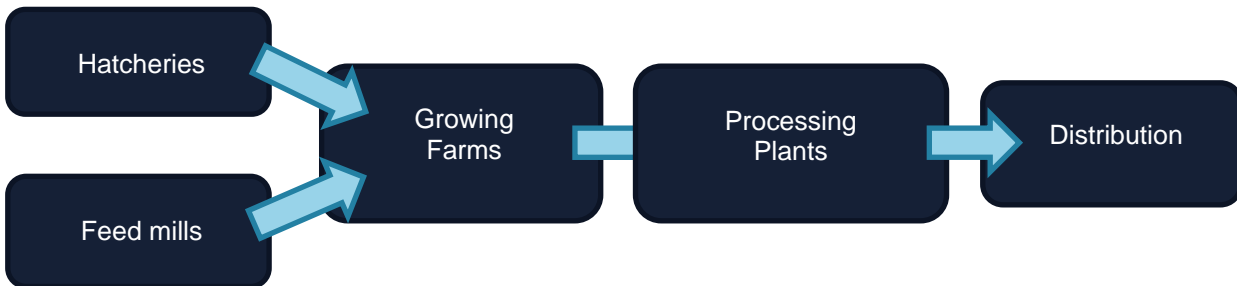 Hatcheries
Feed mills
Growing
Farms
Processing
Plants
Distribution